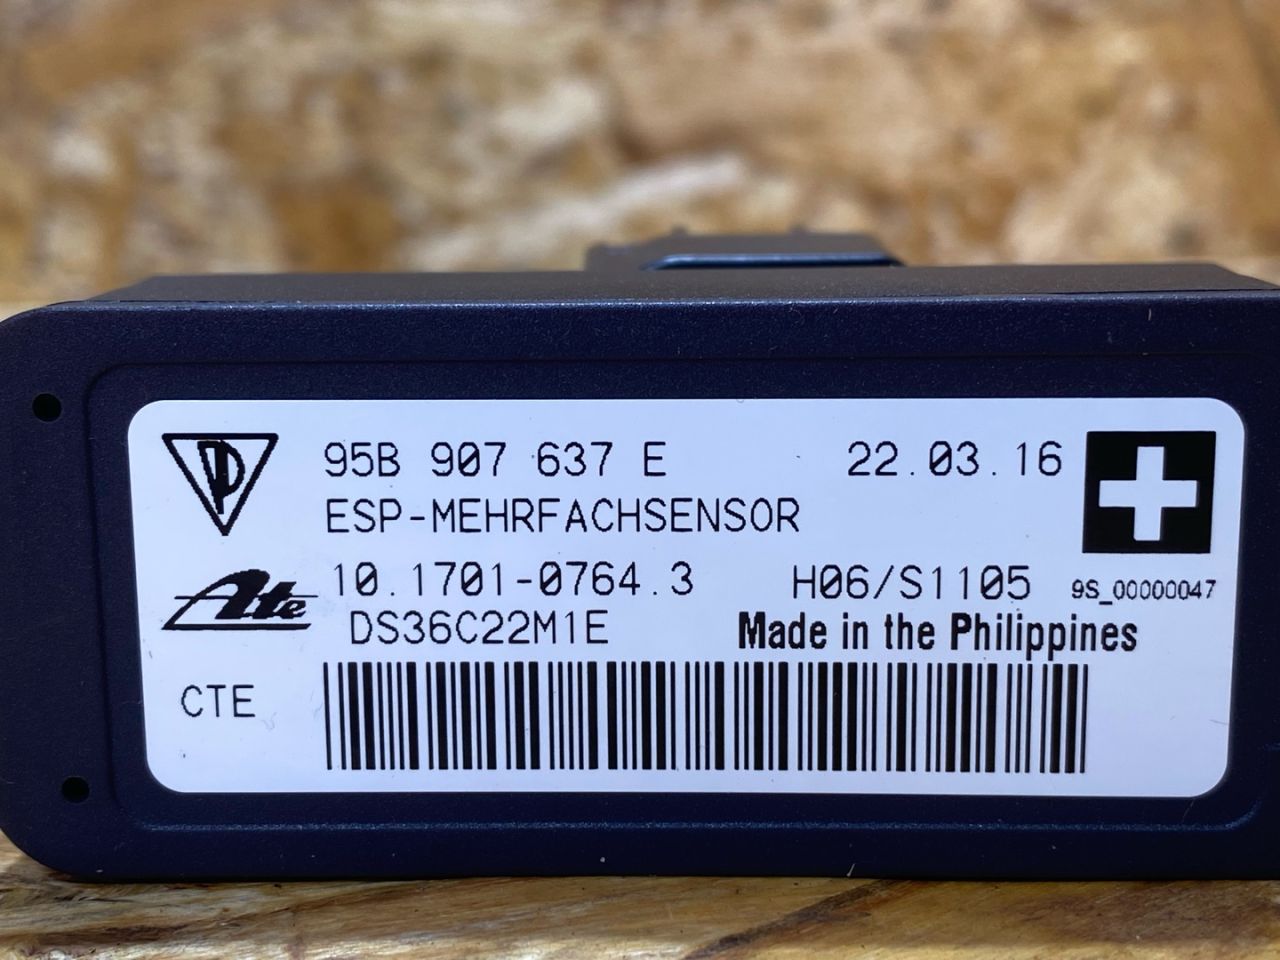 95B 907 637 E 22.03.16
ESP-MEHRFACHSENSOR
Ate 10.1701-0764.3 H06/S1105 9S_00000047
DS36C22M1E Made in the Philippines
CTE